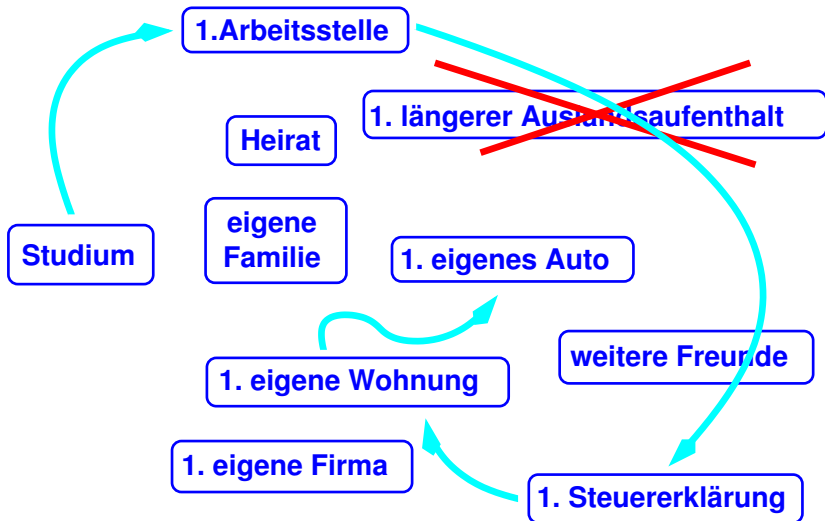 1.Arbeitsstelle
1. längerer Auslandsaufenthalt
Heirat
eigene
Familie
Studium
1. eigenes Auto
weitere Freunde
1. eigene Wohnung
1. eigene Firma
1. Steuererklärung